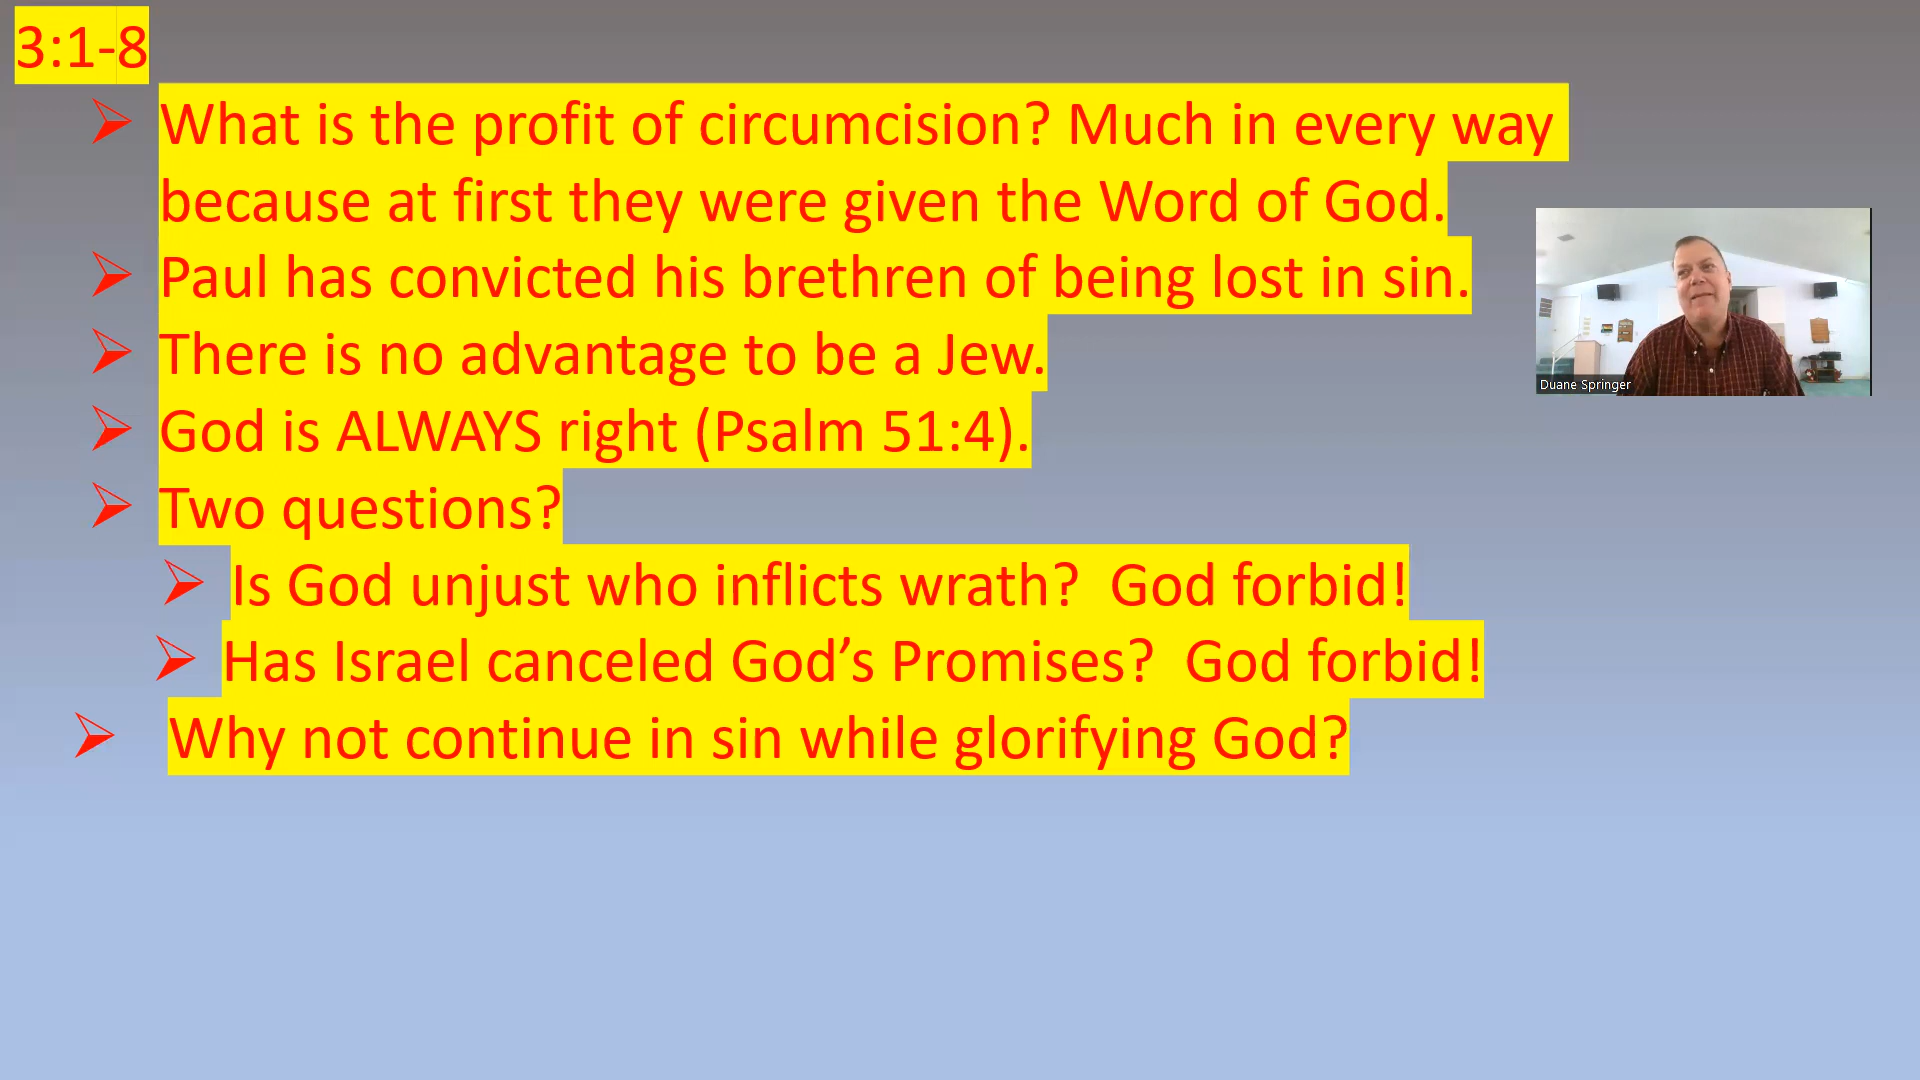 3:1-8
What is the profit of circumcision? Much in every way
because at first they were given the Word of God.
Paul has convicted his brethren of being lost in sin.
There is no advantage to be a Jew.
God is ALWAYS right (Psalm 51:4).
Two questions?
Is God unjust who inflicts wrath?  God forbid!
Has Israel canceled God’s Promises?  God forbid!
Why not continue in sin while glorifying God?
Duane Springer